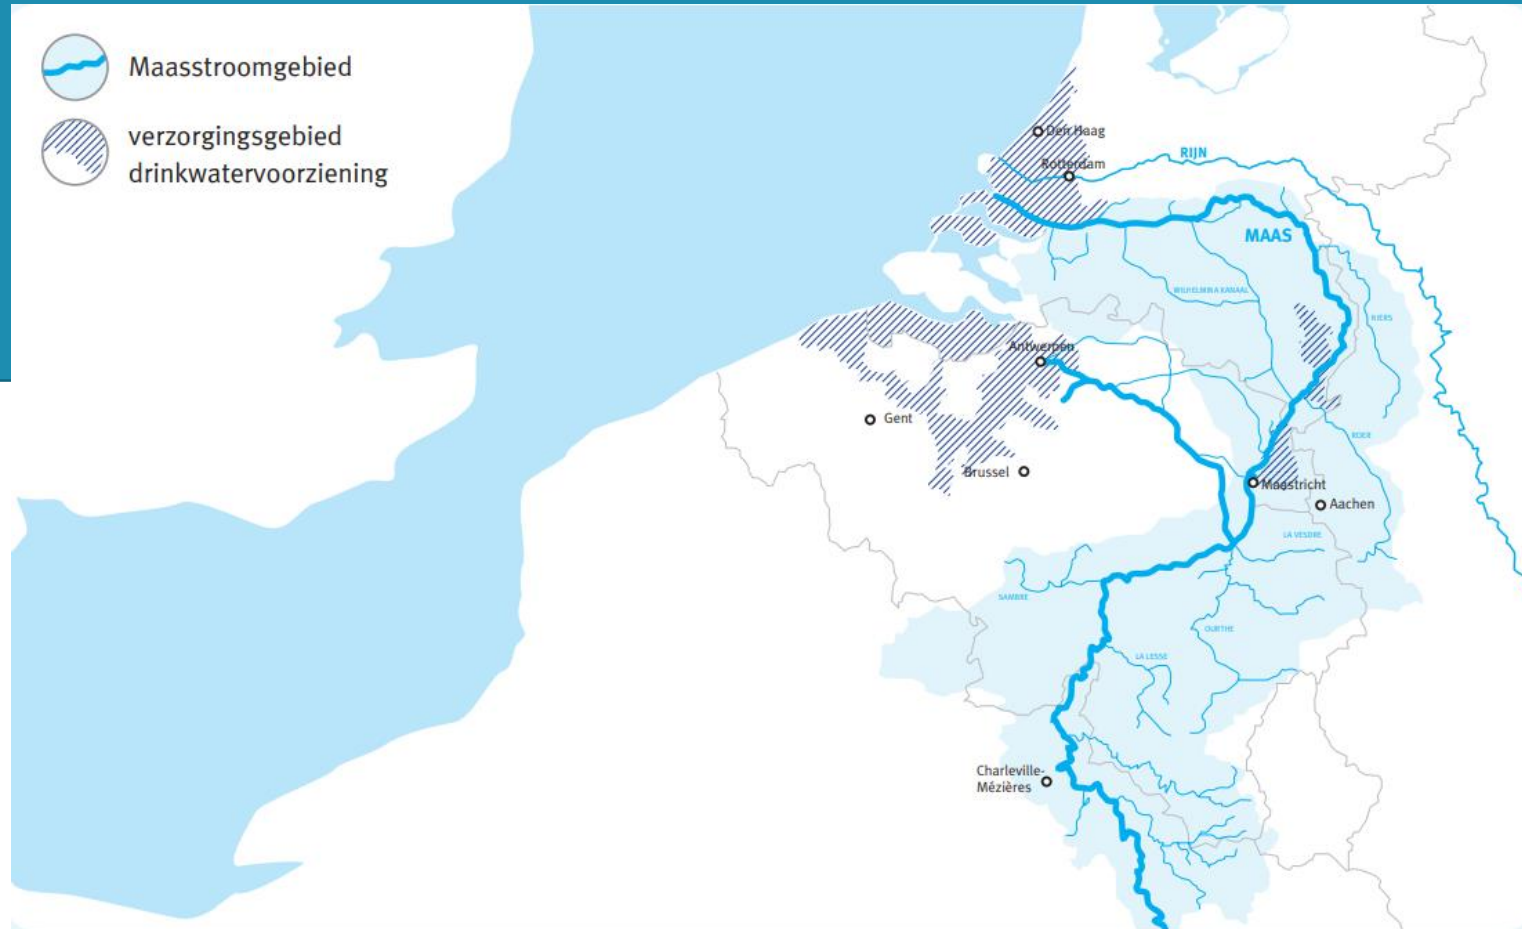 Maasstroomgebied
verzorgingsgebied
drinkwatervoorziening
Den Haag
RIJN
Rotterdam
MAAS
WILHELMINA KANAAL
NIERS
Antwerpen
Gent
ROER
Brussel
Maastricht
Aachen
LA VESDRE
SAMBRE
OURTHE
LA LESSE
Charleville-
Mézières